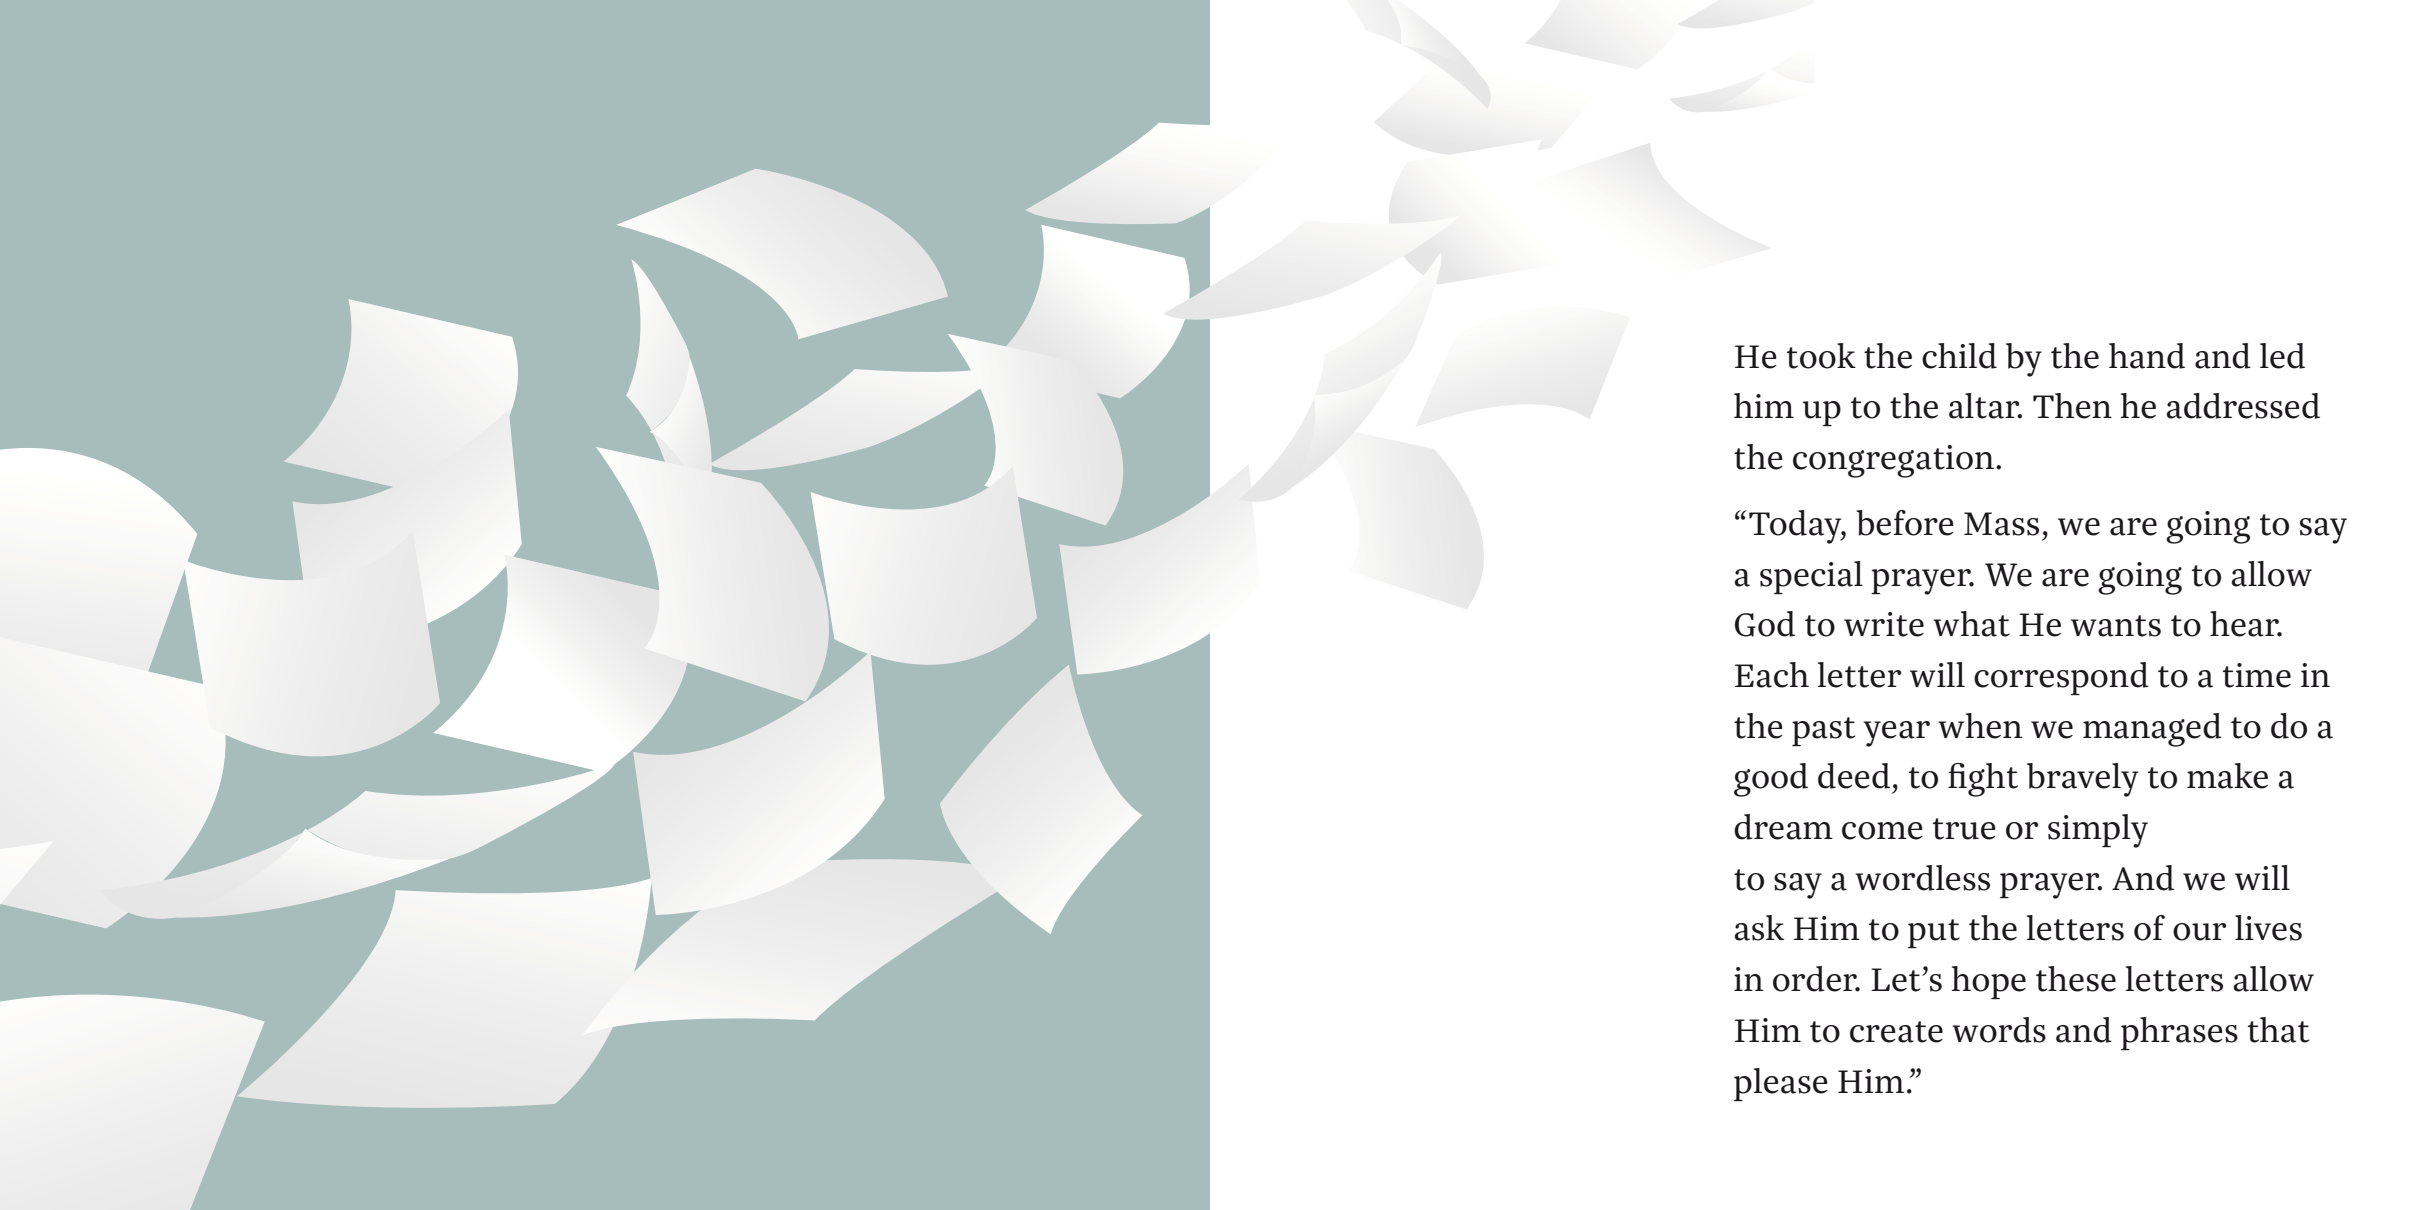 He took the child by the hand and led
him up to the altar. Then he addressed
the congregation.
“Today, before Mass, we are going to say
a special prayer. We are going to allow
God to write what He wants to hear.
Each letter will correspond to a time in
the past year when we managed to do a
good deed, to fight bravely to make a
dream come true or simply
to say a wordless prayer. And we will
ask Him to put the letters of our lives
in order. Let’s hope these letters allow
Him to create words and phrases that
please Him.”